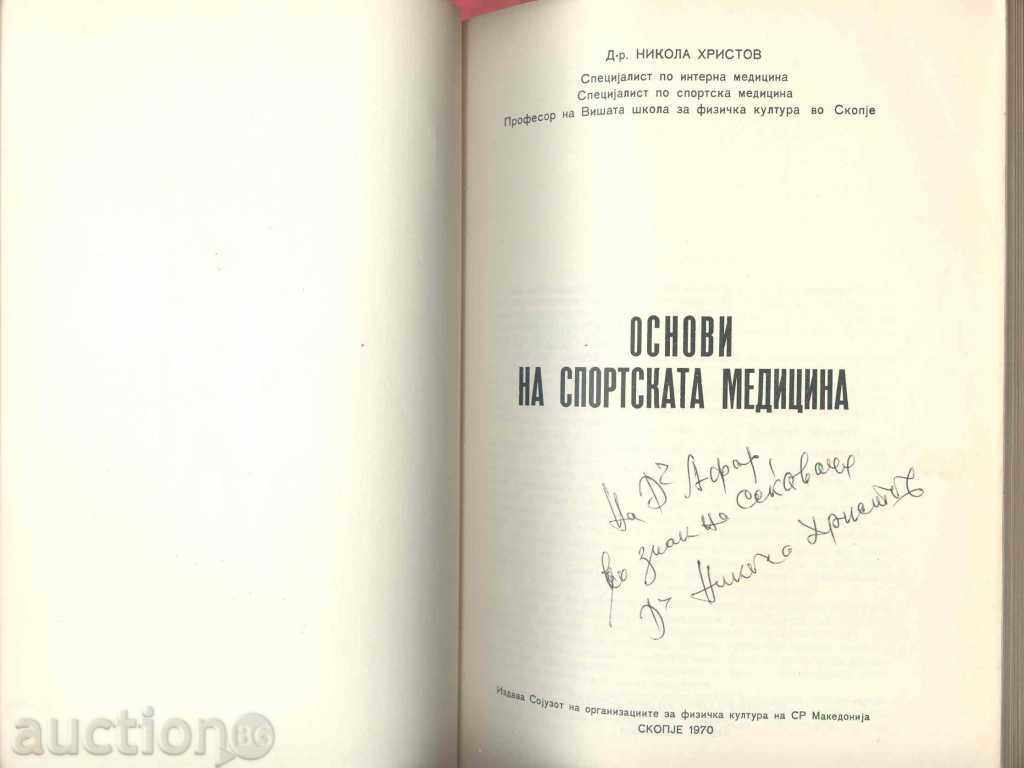 Д-р. НИКОЛА ХРИСТОВ
Специјалист по интерна медицина
Специјалист по спортска медицина
Професор на Вишата школа за физичка култура во Скопје
ОСНОВИ
НА СПОРТСКАТА МЕДИЦИНА
На Dr
во знак на
Dr Никола Христов
Издава Сојузот на организациите за физичка култура на СР Македонија
СКОПЈЕ 1970
auction.BG